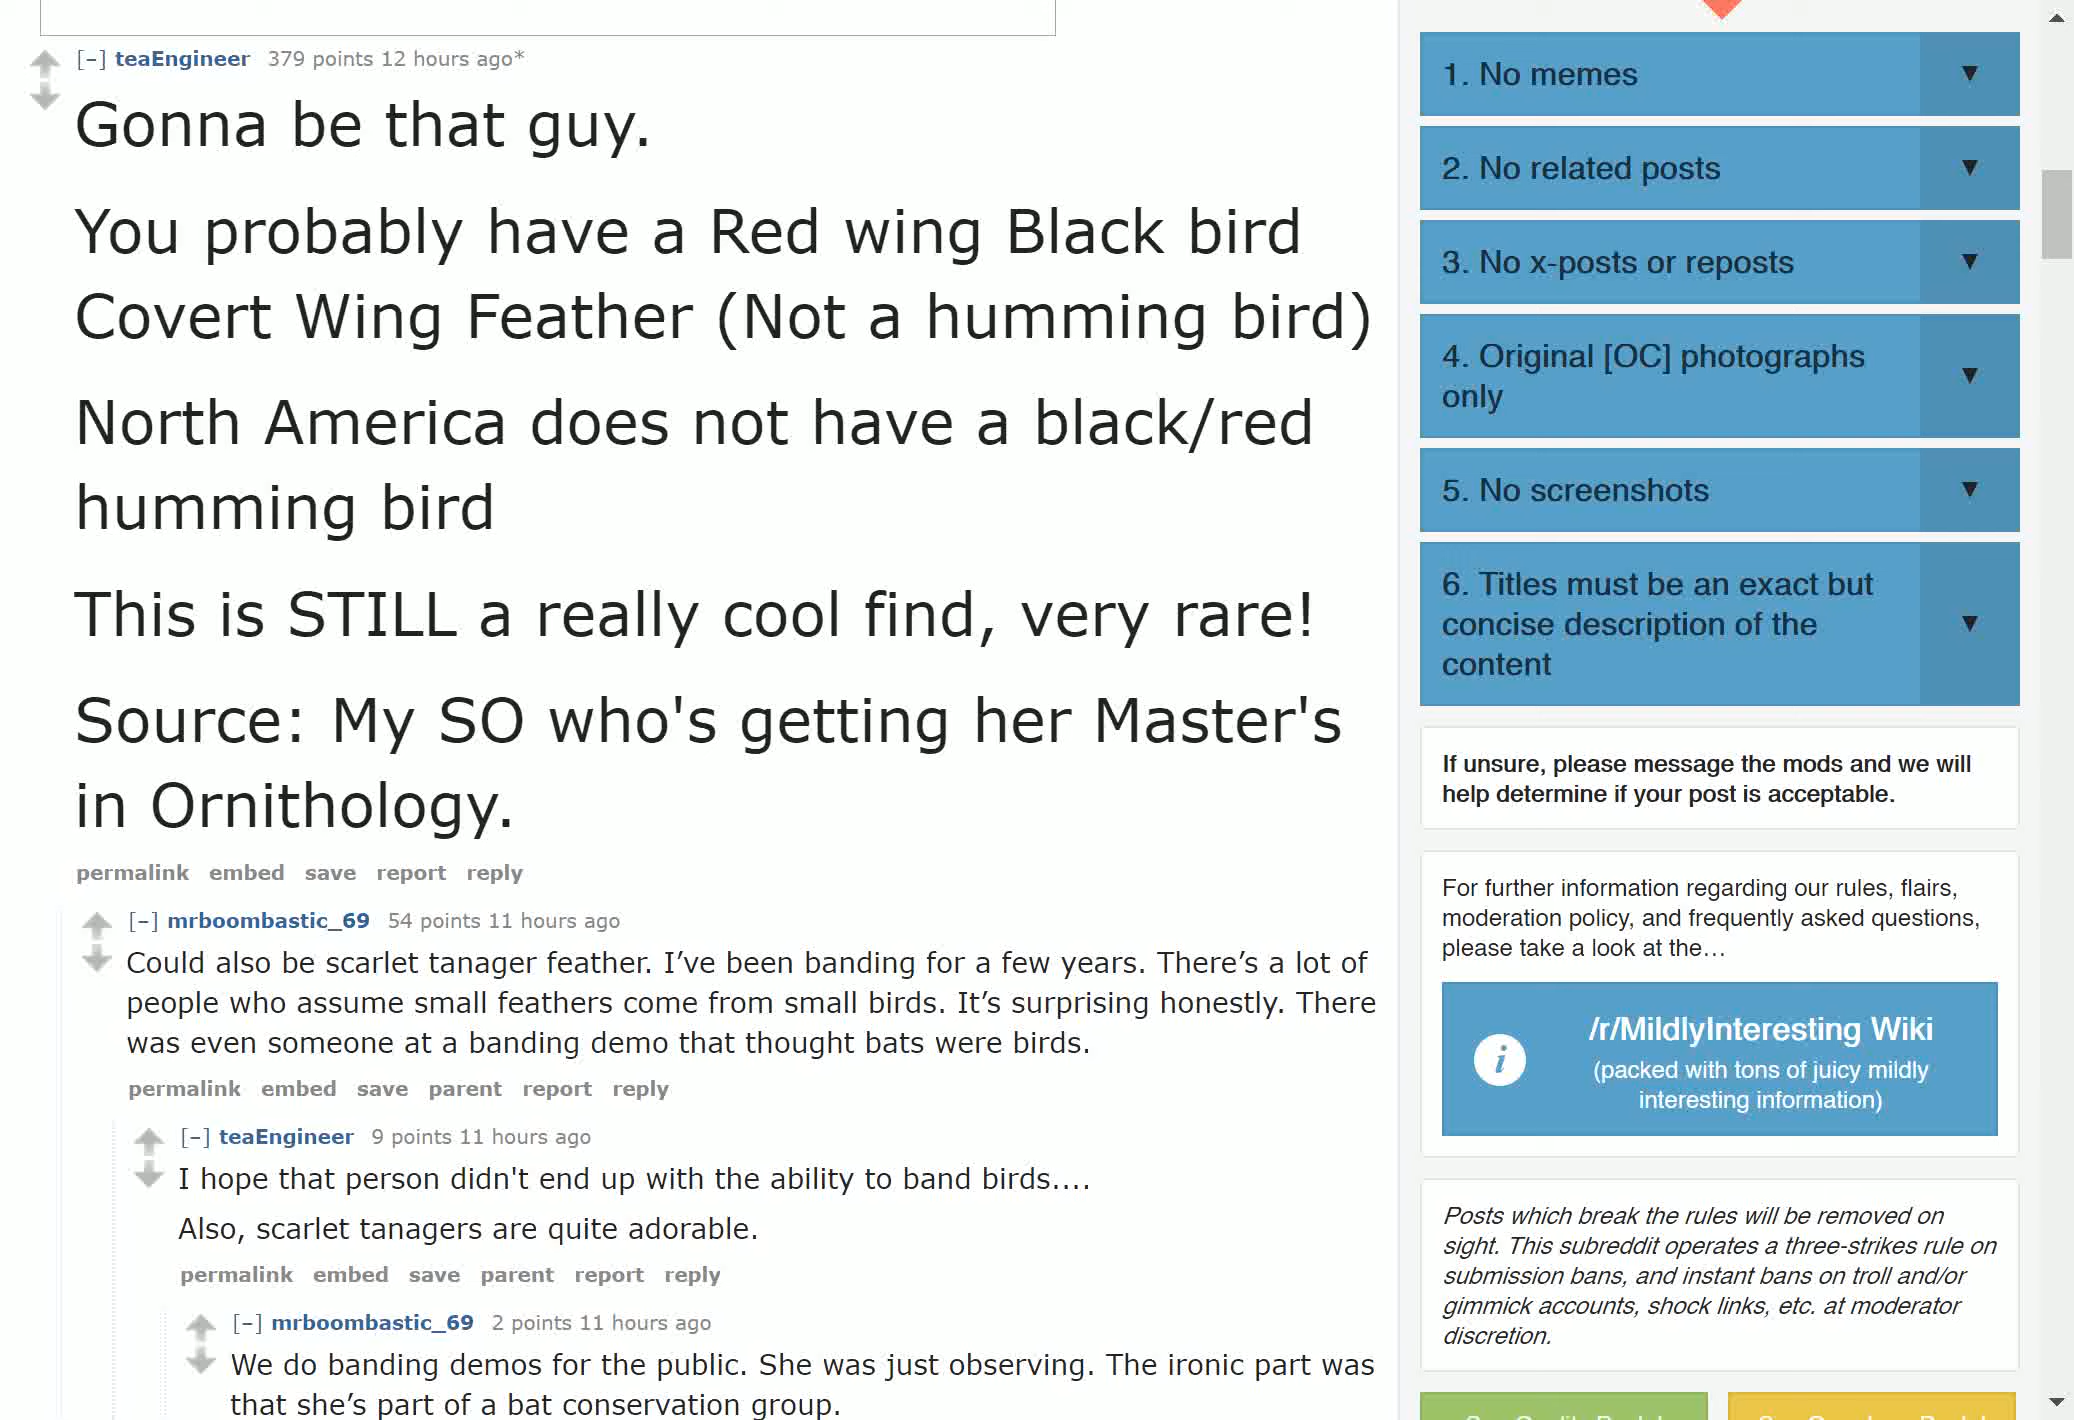 [–] teaEngineer 379 points 12 hours ago*
Gonna be that guy.
You probably have a Red wing Black bird
Covert Wing Feather (Not a humming bird)
North America does not have a black/red
humming bird
This is STILL a really cool find, very rare!
Source: My SO who's getting her Master's
in Ornithology.
permalink embed save report reply
[–] mrboombastic_69 54 points 11 hours ago
Could also be scarlet tanager feather. I’ve been banding for a few years. There’s a lot of
people who assume small feathers come from small birds. It’s surprising honestly. There
was even someone at a banding demo that thought bats were birds.
permalink embed save parent report reply
[–] teaEngineer 9 points 11 hours ago
I hope that person didn't end up with the ability to band birds....
Also, scarlet tanagers are quite adorable.
permalink embed save parent report reply
[–] mrboombastic_69 2 points 11 hours ago
We do banding demos for the public. She was just observing. The ironic part was
that she’s part of a bat conservation group.
1. No memes ▼
2. No related posts ▼
3. No x-posts or reposts ▼
4. Original [OC] photographs
only ▼
5. No screenshots ▼
6. Titles must be an exact but
concise description of the ▼
content
If unsure, please message the mods and we will
help determine if your post is acceptable.
For further information regarding our rules, flairs,
moderation policy, and frequently asked questions,
please take a look at the…
i
/r/MildlyInteresting Wiki
(packed with tons of juicy mildly
interesting information)
Posts which break the rules will be removed on
sight. This subreddit operates a three-strikes rule on
submission bans, and instant bans on troll and/or
gimmick accounts, shock links, etc. at moderator
discretion.